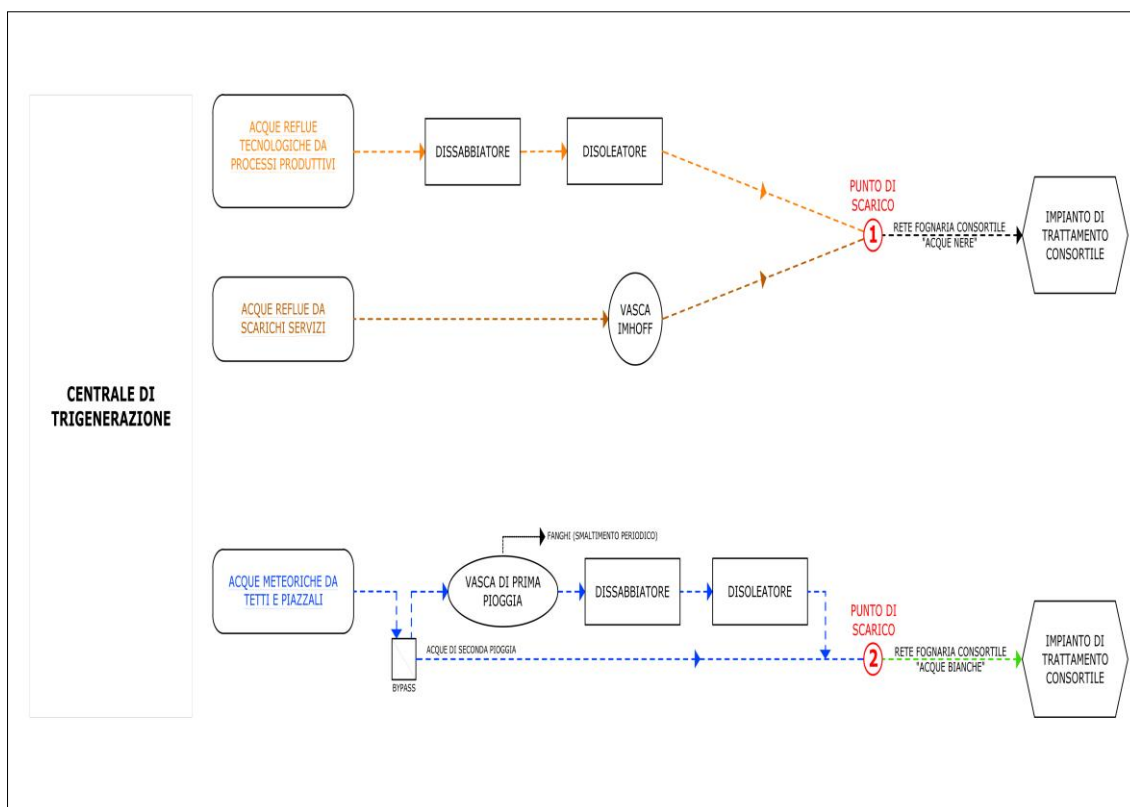 CENTRALE DI
TRIGENERAZIONE
ACQUE REFLUE
TECNOLOGICHE DA
PROCESSI PRODUTTIVI
DISSABBIATORE
DISOLEATORE
PUNTO DI
SCARICO
1
RETE FOGNARIA CONSORTILE
"ACQUE NERE"
IMPIANTO DI
TRATTAMENTO
CONSORTILE
ACQUE REFLUE DA
SCARICHI SERVIZI
VASCA
IMHOFF
ACQUE METEORICHE DA
TETTI E PIAZZALI
BYPASS
FANGHI (SMALTIMENTO PERIODICO)
VASCA DI PRIMA
PIOGGIA
DISSABBIATORE
DISOLEATORE
ACQUE DI SECONDA PIOGGIA
PUNTO DI
SCARICO
2
RETE FOGNARIA CONSORTILE
"ACQUE BIANCHE"
IMPIANTO DI
TRATTAMENTO
CONSORTILE